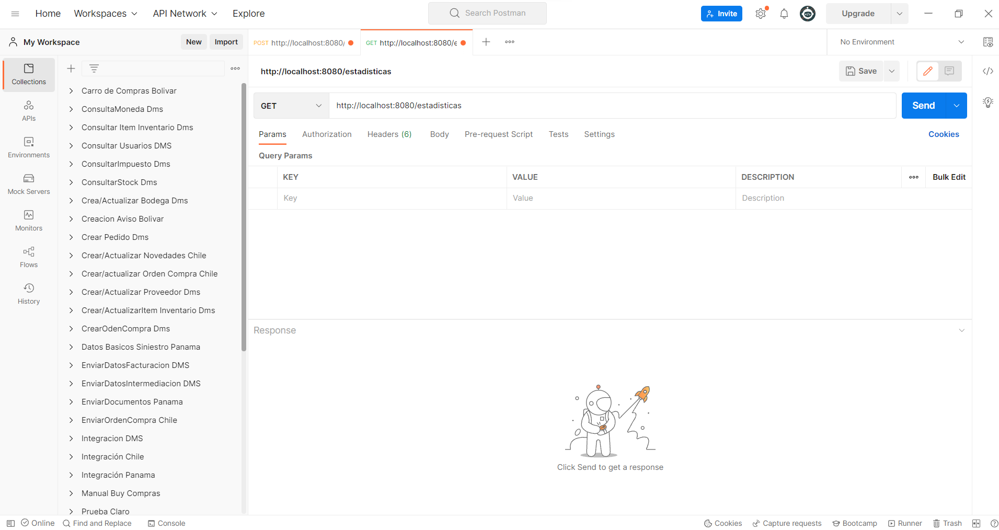 Home Workspaces API Network Explore Search Postman Invite Upgrade
My Workspace New Import POST http://localhost:8080/ GET http://localhost:8080/e No Environment
Collections
APIs
Environments
Mock Servers
Monitors
Flows
History
Carro de Compras Bolivar
ConsultaMoneda Dms
Consultar Item Inventario Dms
Consultar Usuarios DMS
ConsultarImpuesto Dms
ConsultarStock Dms
Crea/Actualizar Bodega Dms
Creacion Aviso Bolivar
Crear Pedido Dms
Crear/Actualizar Novedades Chile
Crear/actualizar Orden Compra Chile
Crear/Actualizar Proveedor Dms
Crear/ActualizarItem Inventario Dms
CrearOdenCompra Dms
Datos Basicos Siniestro Panama
EnviarDatosFacturacion DMS
EnviarDatosIntermediacion DMS
EnviarDocumentos Panama
EnviarOrdenCompra Chile
Integracion DMS
Integración Chile
Integración Panama
Manual Buy Compras
Prueba Claro
http://localhost:8080/estadisticas Save
GET http://localhost:8080/estadisticas Send
Params Authorization Headers (6) Body Pre-request Script Tests Settings Cookies
Query Params
KEY VALUE DESCRIPTION Bulk Edit
Key Value Description
Response
Click Send to get a response
Online Find and Replace Console Cookies Capture requests Bootcamp Runner Trash